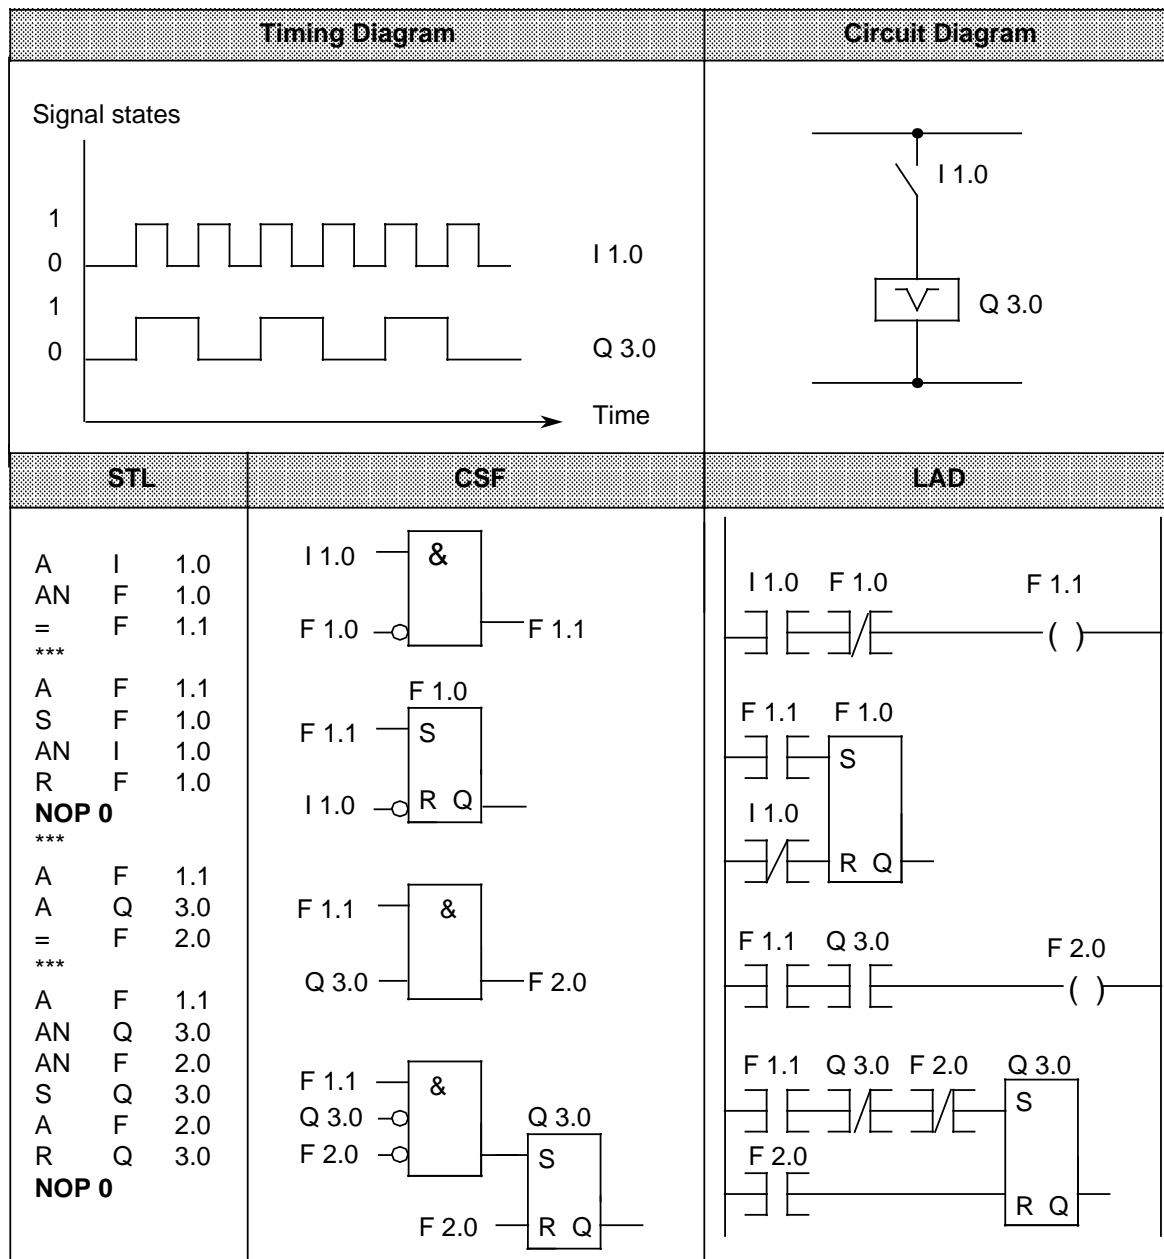 Timing Diagram
Circuit Diagram
Signal states
1
0
I 1.0
1
0
Q 3.0
Time
I 1.0
Q 3.0
STL
CSF
LAD
A I 1.0
AN F 1.0
= F 1.1
***
A F 1.1
S F 1.0
AN I 1.0
R F 1.0
NOP 0
***
A F 1.1
A Q 3.0
= F 2.0
***
A F 1.1
AN Q 3.0
AN F 2.0
S Q 3.0
A F 2.0
R Q 3.0
NOP 0
I 1.0 &
F 1.0 F 1.1
F 1.0
F 1.1 S
I 1.0 R Q
F 1.1 &
Q 3.0 F 2.0
F 1.1 &
Q 3.0 Q 3.0
F 2.0 S
F 2.0 R Q
I 1.0 F 1.0 F 1.1
( )
F 1.1 F 1.0
S
I 1.0
R Q
F 1.1 Q 3.0 F 2.0
( )
F 1.1 Q 3.0 F 2.0 Q 3.0
S
F 2.0
R Q